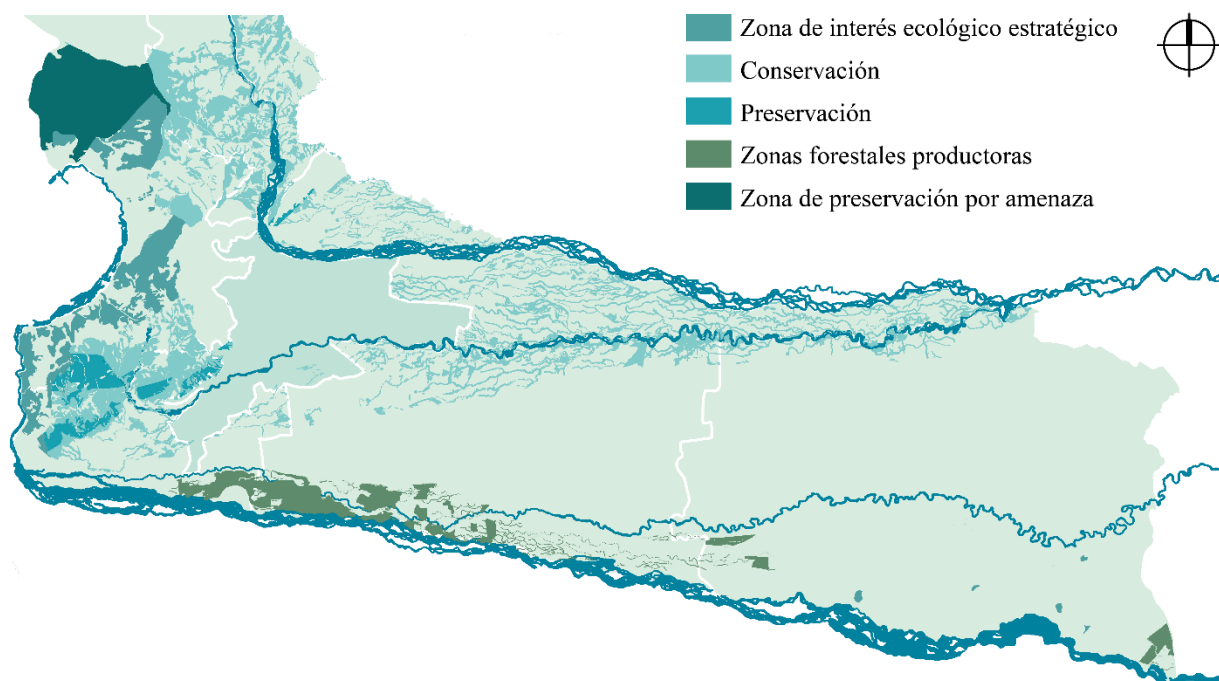 Zona de interés ecológico estratégico
Conservación
Preservación
Zonas forestales productoras
Zona de preservación por amenaza